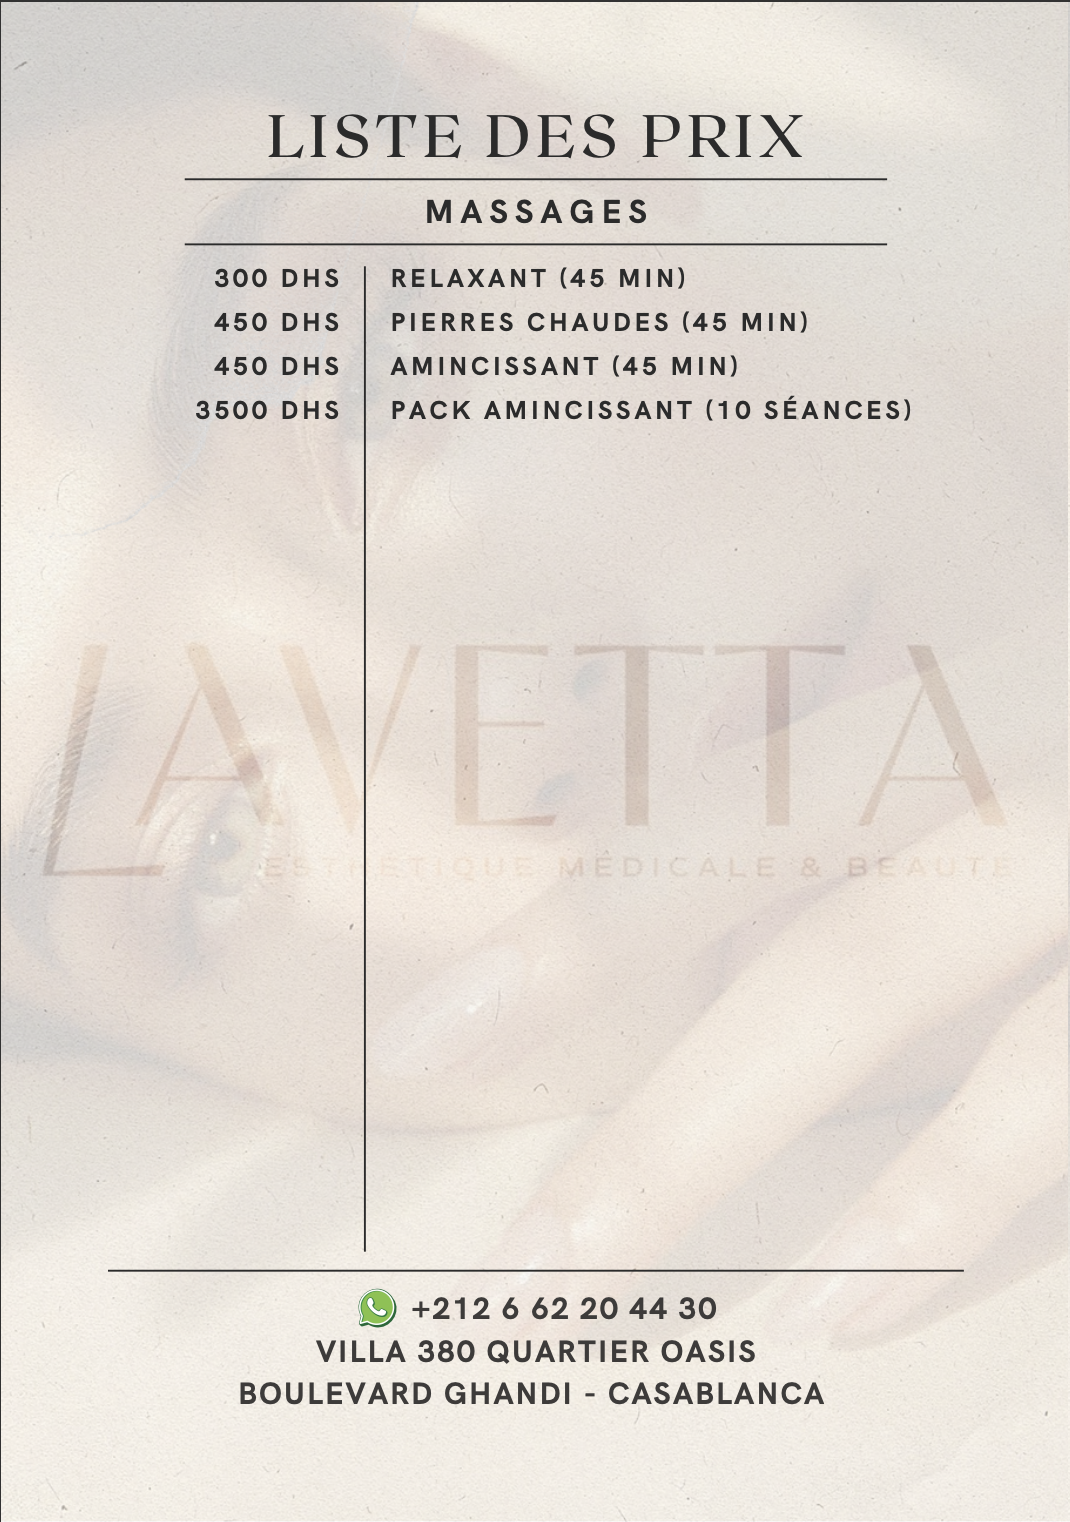 LISTE DES PRIX
MASSAGES
300 DHS RELAXANT (45 MIN)
450 DHS PIERRES CHAUDES (45 MIN)
450 DHS AMINCISSANT (45 MIN)
3500 DHS PACK AMINCISSANT (10 SÉANCES)
LAVETTA
ESTHÉTIQUE MÉDICALE & BEAUTÉ
+212 6 62 20 44 30
VILLA 380 QUARTIER OASIS
BOULEVARD GHANDI - CASABLANCA